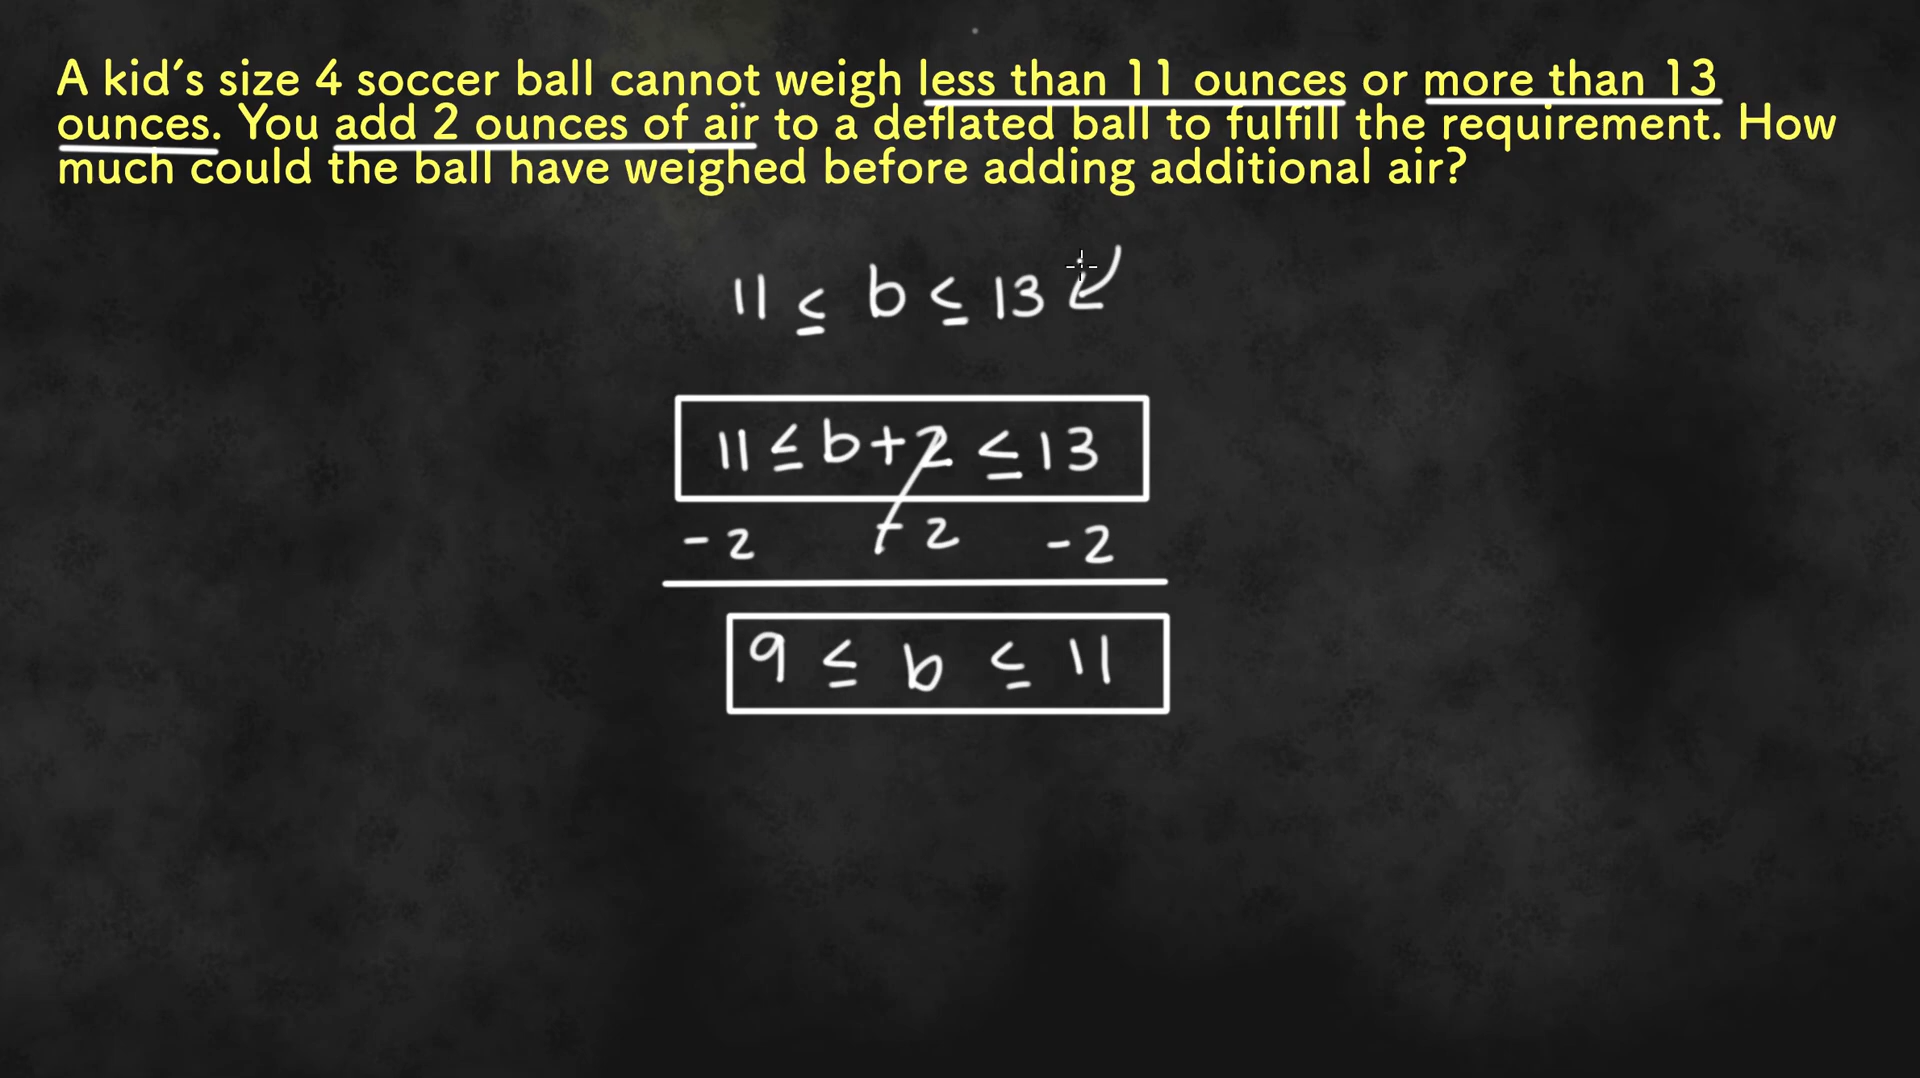 A kid's size 4 soccer ball cannot weigh less than 11 ounces or more than 13
ounces. You add 2 ounces of air to a deflated ball to fulfill the requirement. How
much could the ball have weighed before adding additional air?
11 ≤ b ≤ 13
11 ≤ b+2 ≤ 13
-2 -2 -2
9 ≤ b ≤ 11